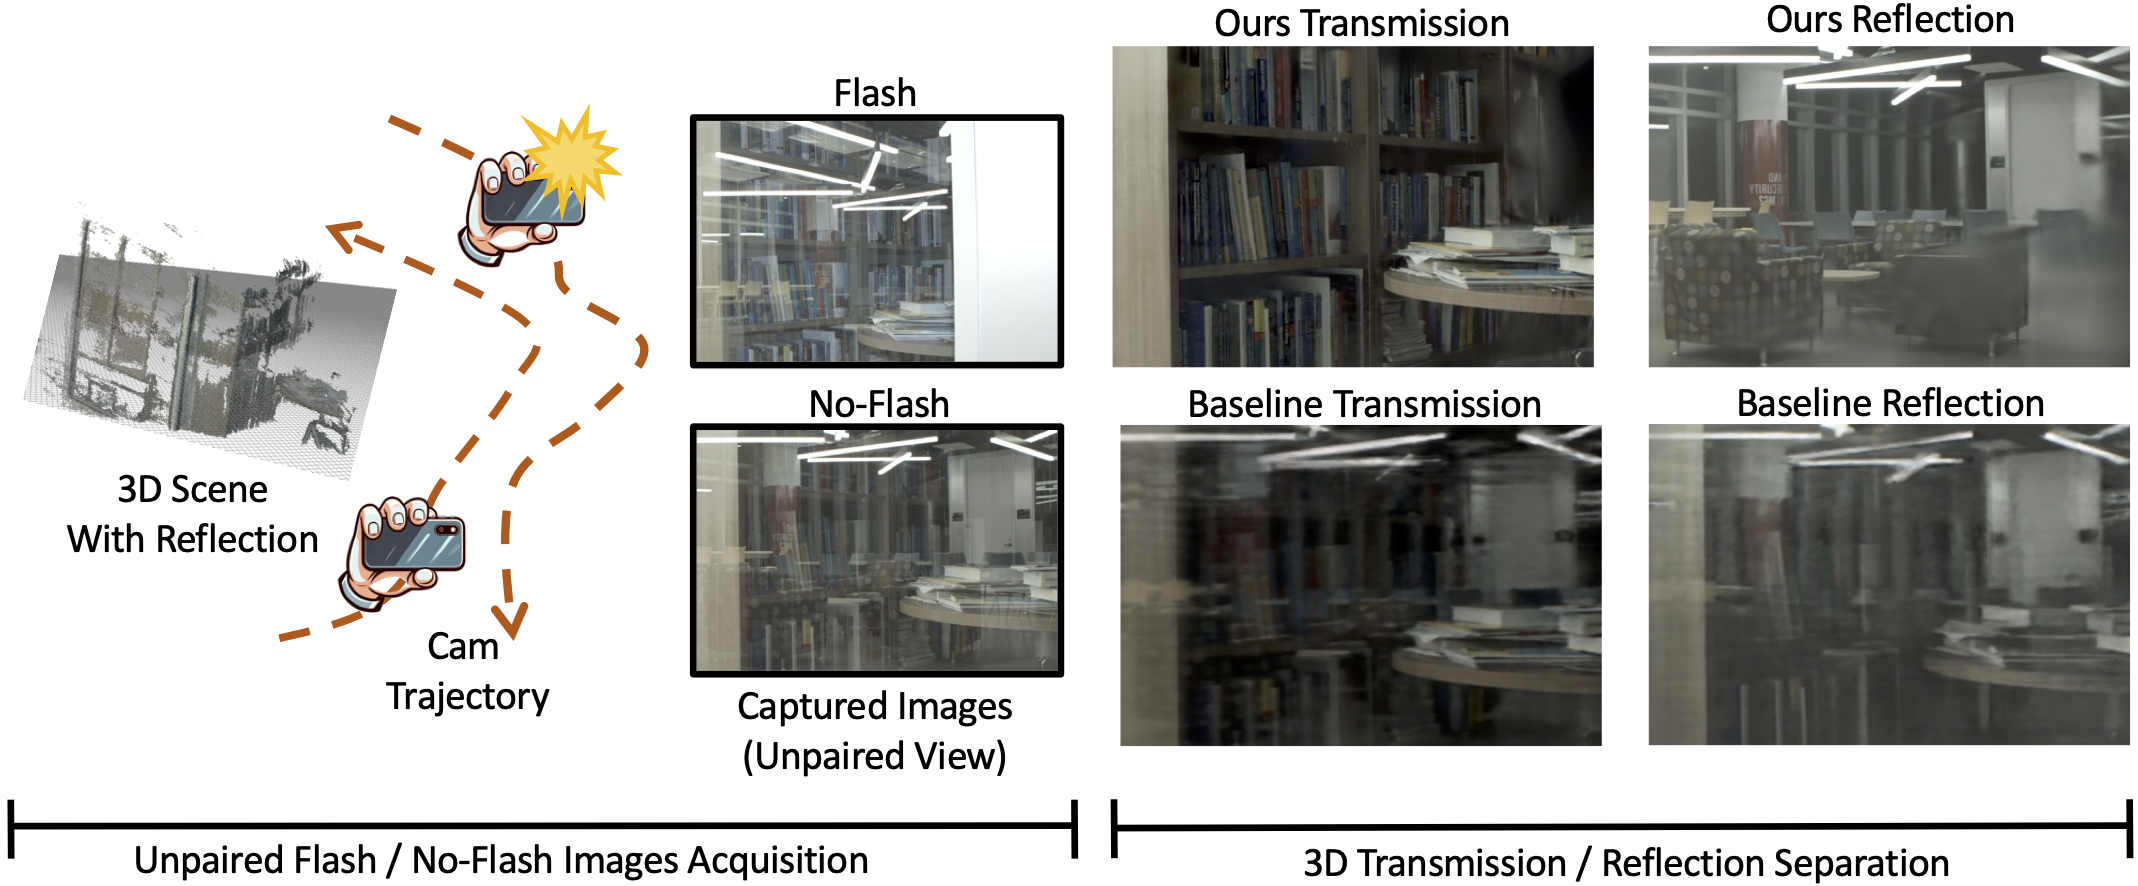 3D Scene
With Reflection
Cam
Trajectory
Flash
No-Flash
Captured Images
(Unpaired View)
Unpaired Flash / No-Flash Images Acquisition
Ours Transmission
Ours Reflection
Baseline Transmission
Baseline Reflection
3D Transmission / Reflection Separation